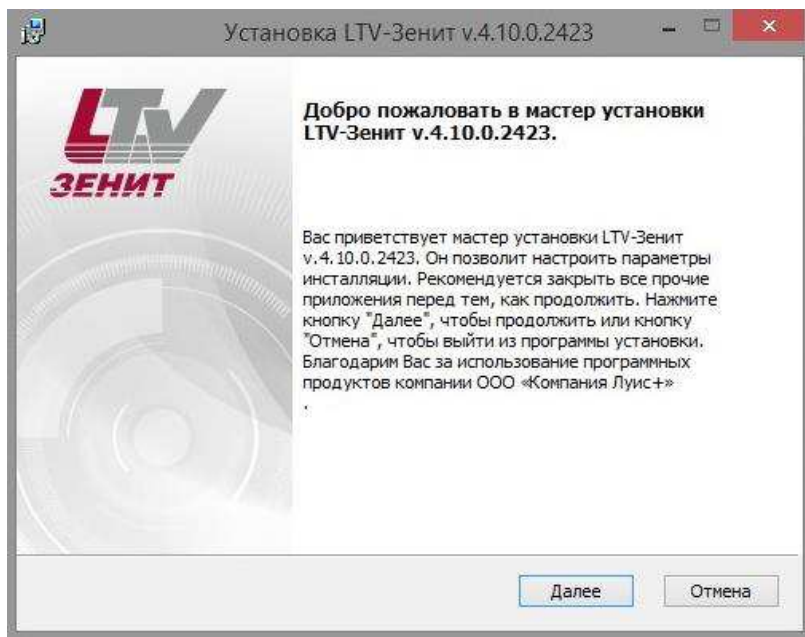 Установка LTV-Зенит v.4.10.0.2423
LTV
ЗЕНИТ
Добро пожаловать в мастер установки
LTV-Зенит v.4.10.0.2423.
Вас приветствует мастер установки LTV-Зенит
v.4.10.0.2423. Он позволит настроить параметры
инсталляции. Рекомендуется закрыть все прочие
приложения перед тем, как продолжить. Нажмите
кнопку "Далее", чтобы продолжить или кнопку
"Отмена", чтобы выйти из программы установки.
Благодарим Вас за использование программных
продуктов компании ООО «Компания Луис+»
.
Далее
Отмена